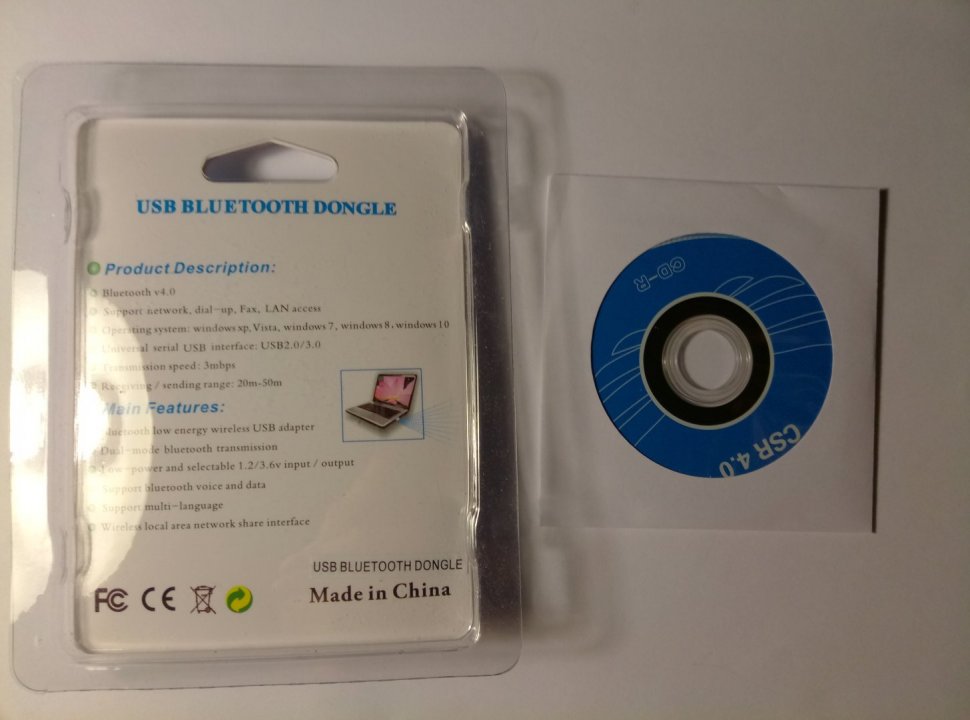 USB BLUETOOTH DONGLE
Product Description:
Bluetooth v4.0
Support network, dial-up, Fax, LAN access
Operating system: windows xp, Vista, windows 7, windows 8, windows 10
Universal serial USB interface: USB2.0/3.0
Transmission speed: 3mbps
Receiving / sending range: 20m-50m
Main Features:
Bluetooth low energy wireless USB adapter
Dual-mode bluetooth transmission
Low-power and selectable 1.2/3.6v input / output
Support bluetooth voice and data
Support multi-language
Wireless local area network share interface
USB BLUETOOTH DONGLE
Made in China
FC CE
CD-R
CSR 4.0